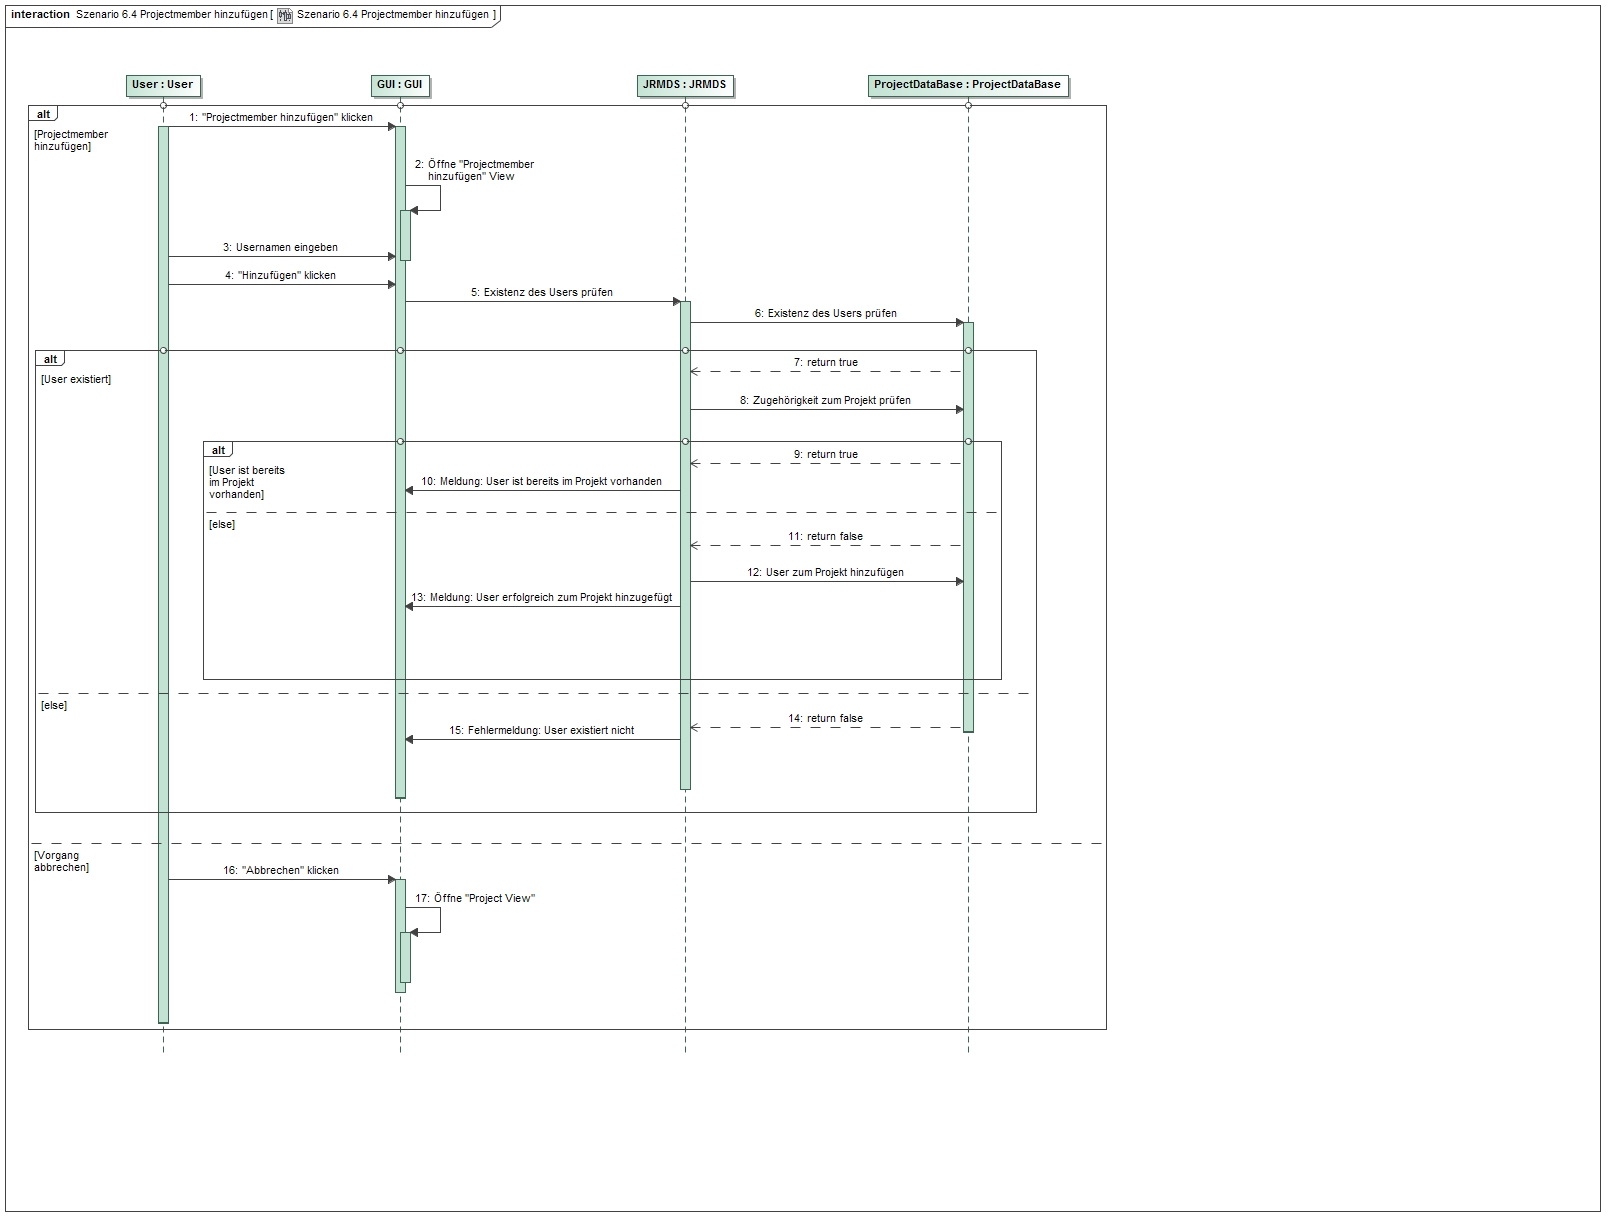 interaction Szenario 6.4 Projectmember hinzufügen [ Szenario 6.4 Projectmember hinzufügen ]
User : User
GUI : GUI
JRMDS : JRMDS
ProjectDataBase : ProjectDataBase
alt
[Projectmember
hinzufügen]
1: "Projectmember hinzufügen" klicken
2: Öffne "Projectmember
hinzufügen" View
3: Usernamen eingeben
4: "Hinzufügen" klicken
5: Existenz des Users prüfen
6: Existenz des Users prüfen
alt
[User existiert]
7: return true
8: Zugehörigkeit zum Projekt prüfen
alt
[User ist bereits
im Projekt
vorhanden]
9: return true
10: Meldung: User ist bereits im Projekt vorhanden
[else]
11: return false
12: User zum Projekt hinzufügen
13: Meldung: User erfolgreich zum Projekt hinzugefügt
[else]
14: return false
15: Fehlermeldung: User existiert nicht
[Vorgang
abbrechen]
16: "Abbrechen" klicken
17: Öffne "Project View"